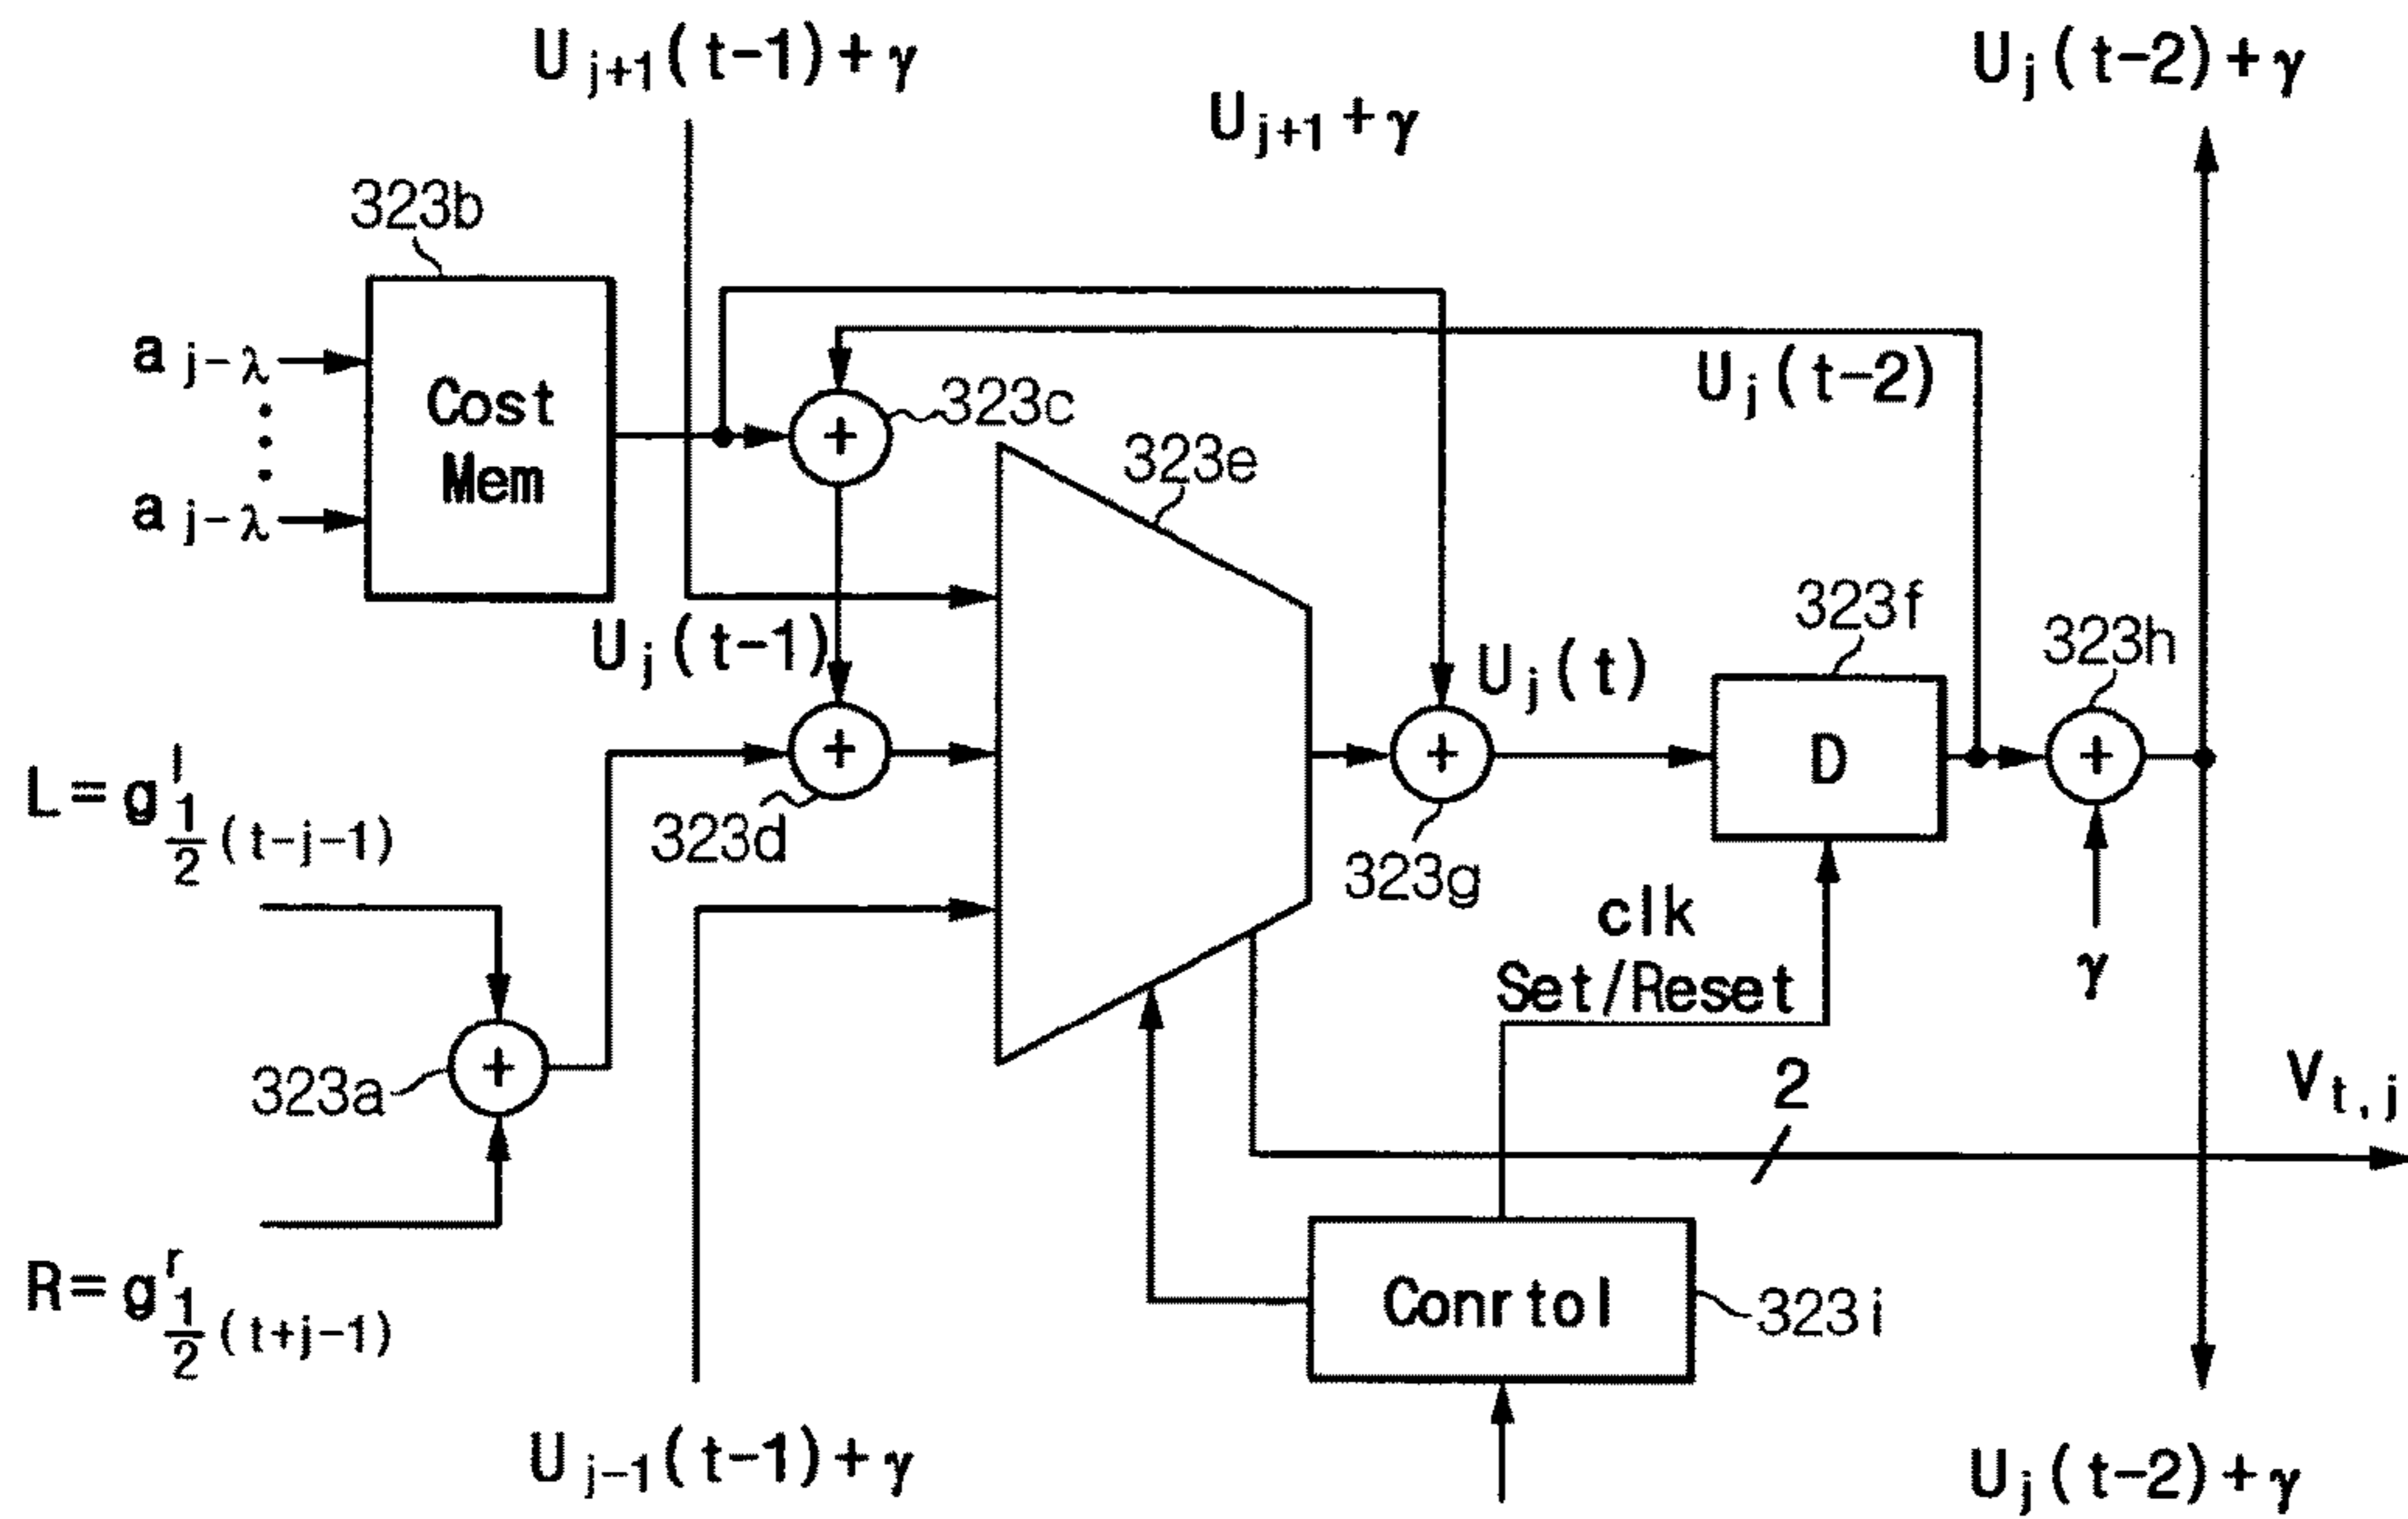 U j+1 (t-1)+γ
U j (t-2)+γ
U j+1 +γ
323b
a j-λ
Cost
Mem
a j-λ
323c
323e
U j (t-2)
U j (t-1)
323f
323h
U j (t)
D
L=g l 1/2 (t-j-1)
323d
323g
clk
Set/Reset
γ
323a
2
V t,j
R=g r 1/2 (t+j-1)
Conrtol
323i
U j-1 (t-1)+γ
U j (t-2)+γ